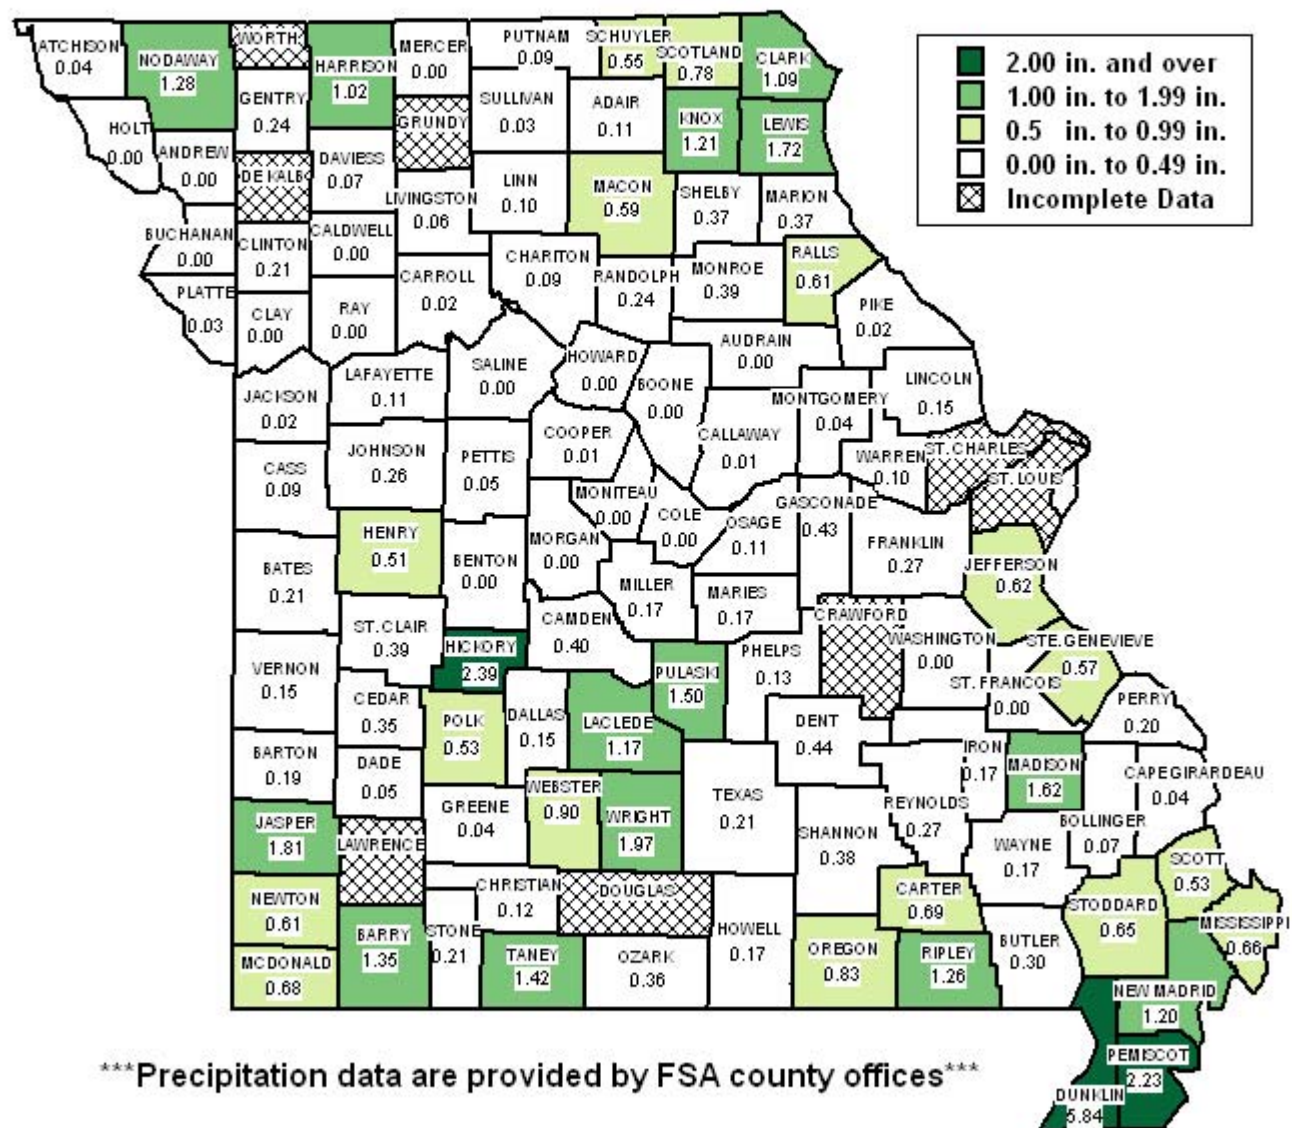 ATCHISON
0.04
NODAWAY
1.28
WORTH
HARRISON
1.02
MERCER
0.00
PUTNAM
0.09
SCHUYLER
0.55
SCOTLAND
0.78
CLARK
1.09
2.00 in. and over
1.00 in. to 1.99 in.
0.5 in. to 0.99 in.
0.00 in. to 0.49 in.
Incomplete Data
HOLT
0.00
ANDREW
0.00
GENTRY
0.24
DE KALB
DAVIESS
0.07
GRUNDY
SULLIVAN
0.03
ADAIR
0.11
KNOX
1.21
LEWIS
1.72
LIVINGSTON
0.06
LINN
0.10
MACON
0.59
SHELBY
0.37
MARION
0.37
BUCHANAN
0.00
CLINTON
0.21
CALDWELL
0.00
CARROLL
0.02
CHARITON
0.09
RANDOLPH
0.24
MONROE
0.39
RALLS
0.61
PLATTE
0.03
CLAY
0.00
RAY
0.00
PIKE
0.02
AUDRAIN
0.00
JACKSON
0.02
LAFAYETTE
0.11
SALINE
0.00
HOWARD
0.00
BOONE
0.00
MONTGOMERY
0.04
LINCOLN
0.15
CASS
0.09
JOHNSON
0.26
PETTIS
0.05
COOPER
0.01
CALLAWAY
0.01
WARREN
0.10
ST. CHARLES
ST. LOUIS
MONITEAU
0.00
COLE
0.00
OSAGE
0.11
GASCONADE
0.43
FRANKLIN
0.27
JEFFERSON
0.62
BATES
0.21
HENRY
0.51
BENTON
0.00
MORGAN
0.00
MILLER
0.17
MARIES
0.17
CRAWFORD
WASHINGTON
0.00
STE. GENEVIEVE
0.57
VERNON
0.15
ST. CLAIR
0.39
HICKORY
2.39
CAMDEN
0.40
PULASKI
1.50
PHELPS
0.13
ST. FRANCOIS
0.00
PERRY
0.20
CEDAR
0.35
POLK
0.53
DALLAS
0.15
LACLEDE
1.17
DENT
0.44
IRON
0.17
MADISON
1.62
CAPE GIRARDEAU
0.04
BARTON
0.19
DADE
0.05
GREENE
0.04
WEBSTER
0.90
WRIGHT
1.97
TEXAS
0.21
SHANNON
0.38
REYNOLDS
0.27
WAYNE
0.17
BOLLINGER
0.07
JASPER
1.81
LAWRENCE
CHRISTIAN
0.12
DOUGLAS
CARTER
0.69
STODDARD
0.65
SCOTT
0.53
MISSISSIPPI
0.66
NEWTON
0.61
BARRY
1.35
STONE
0.21
TANEY
1.42
OZARK
0.36
HOWELL
0.17
OREGON
0.83
RIPLEY
1.26
BUTLER
0.30
MCDONALD
0.68
NEW MADRID
1.20
PEMISCOT
2.23
DUNKLIN
5.84
***Precipitation data are provided by FSA county offices***